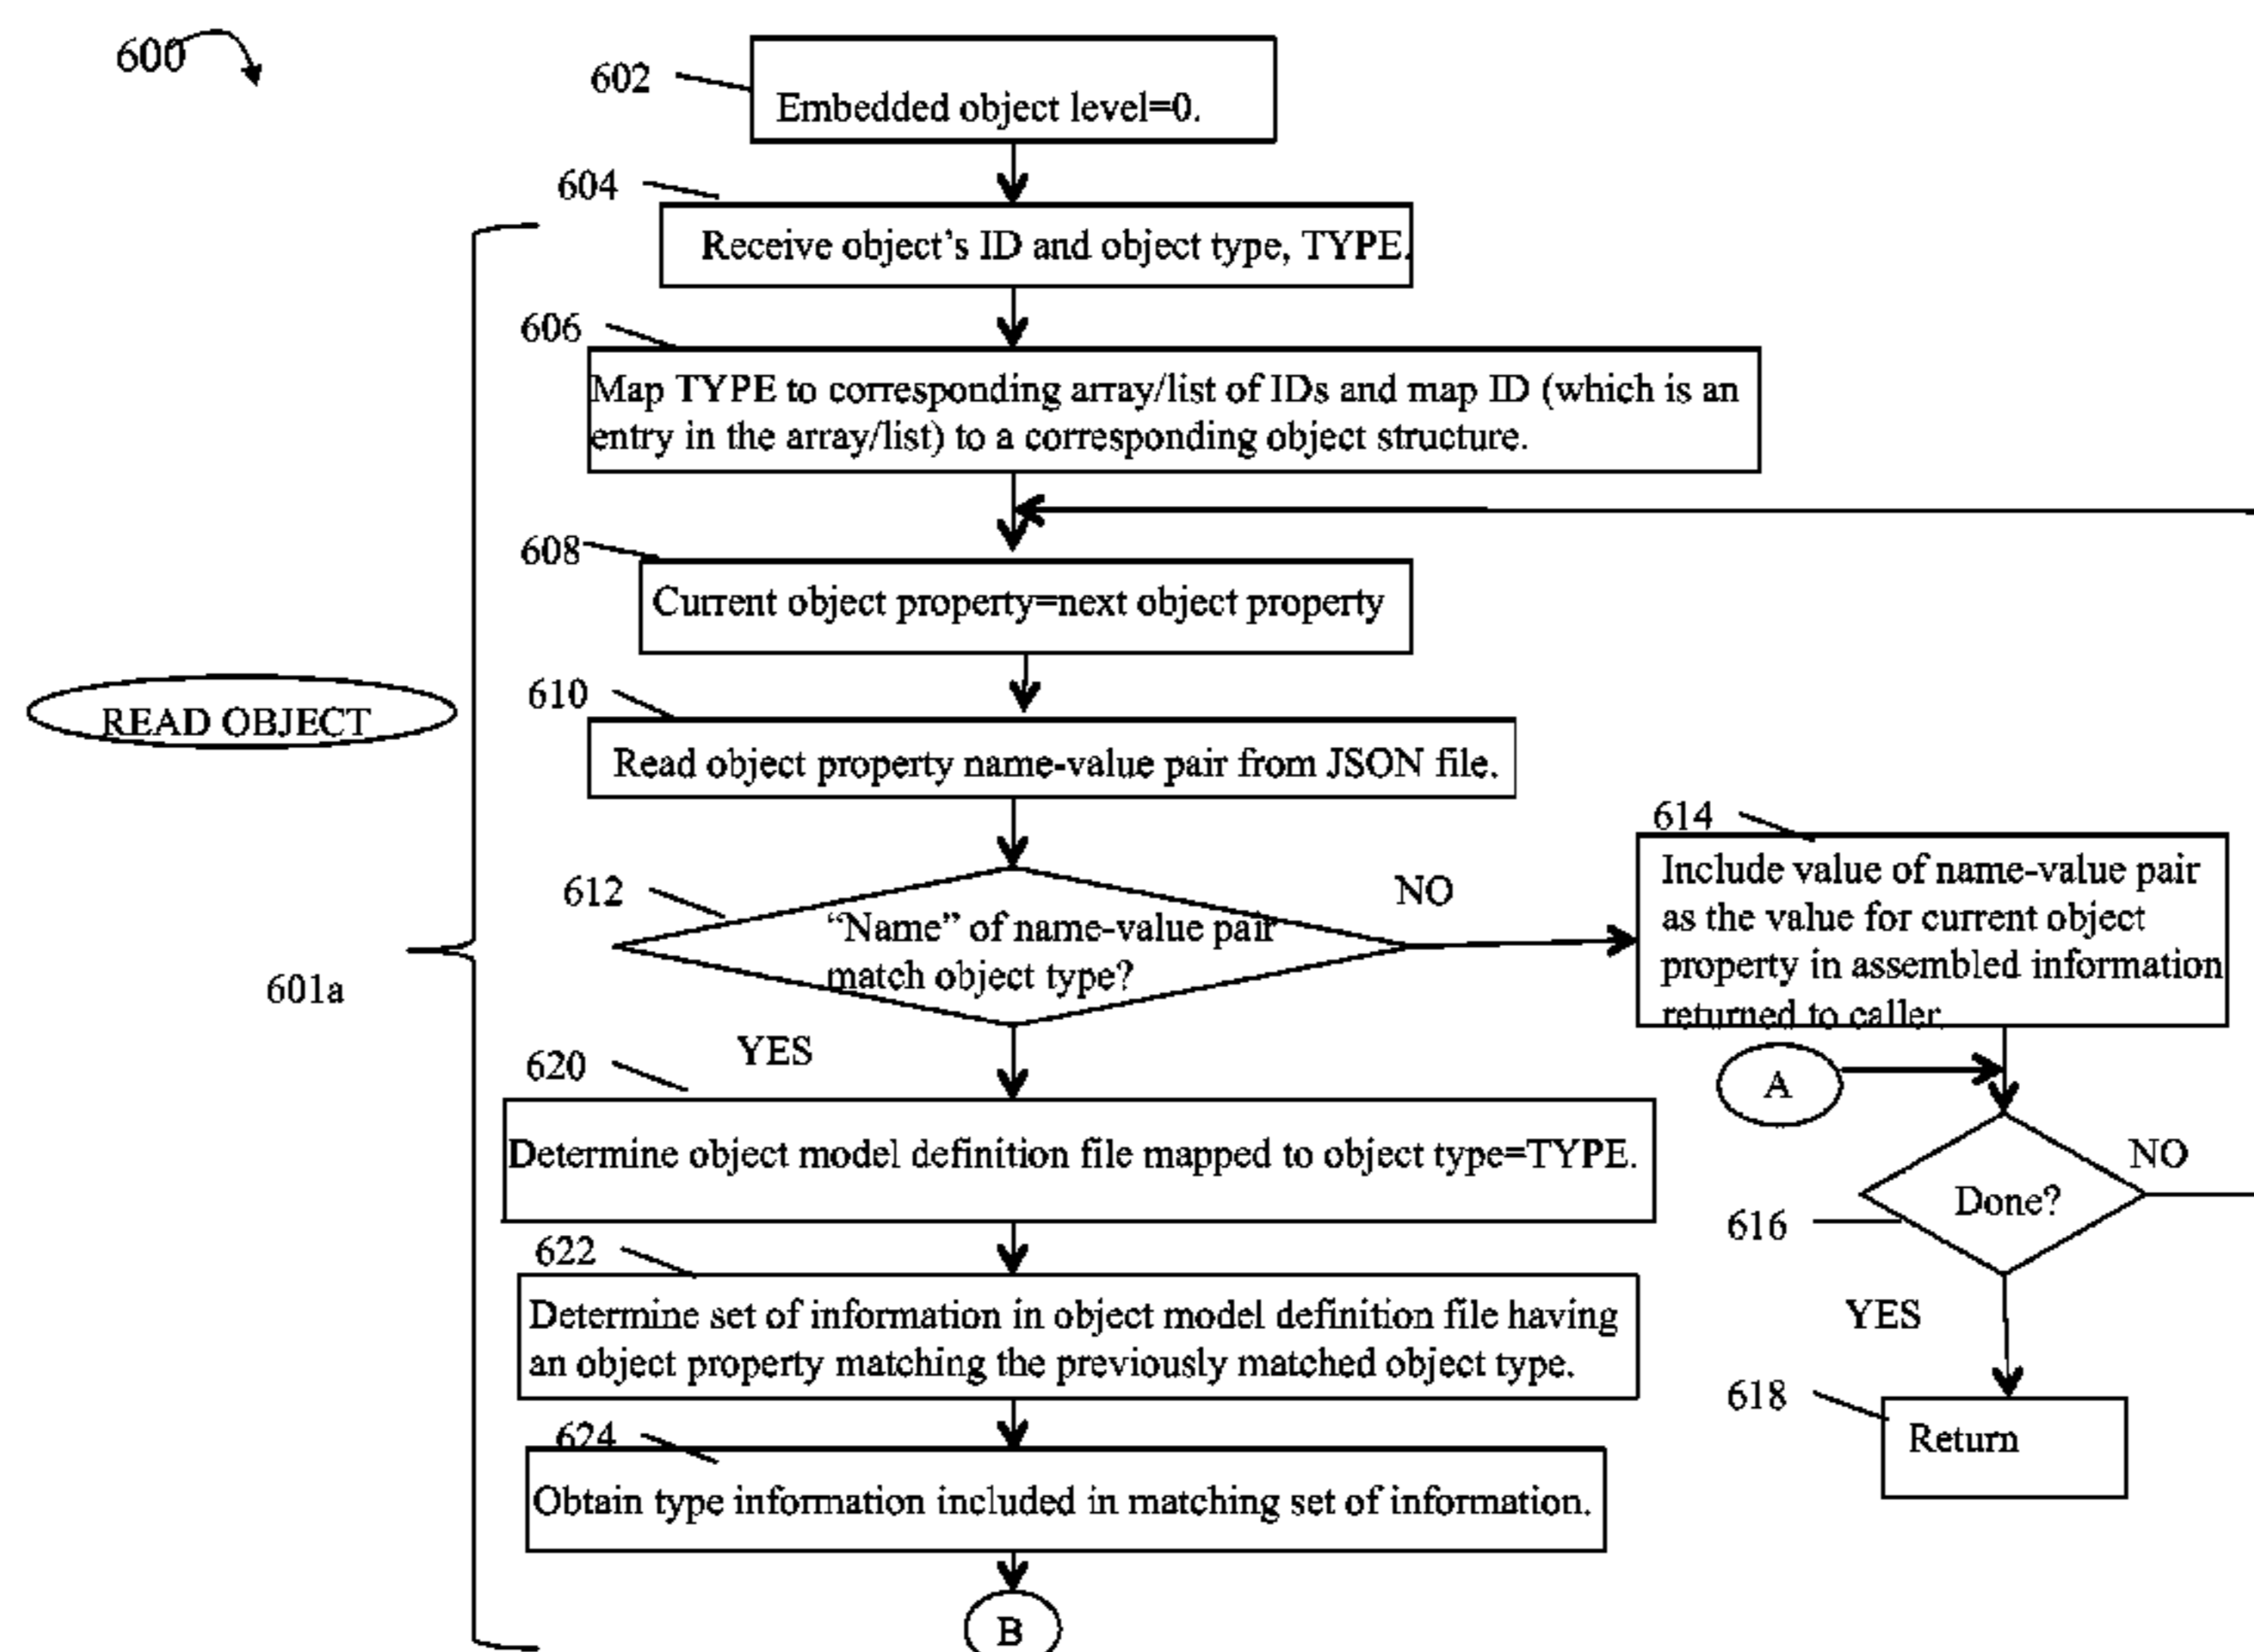 600
602
Embedded object level=0.
604
Receive object's ID and object type, TYPE.
606
Map TYPE to corresponding array/list of IDs and map ID (which is an
entry in the array/list) to a corresponding object structure.
608
Current object property=next object property
READ OBJECT
610
Read object property name-value pair from JSON file.
614
Include value of name-value pair
as the value for current object
property in assembled information
returned to caller.
612
“Name” of name-value pair
match object type?
NO
601a
YES
620
Determine object model definition file mapped to object type=TYPE.
A
NO
Done?
616
YES
622
Determine set of information in object model definition file having
an object property matching the previously matched object type.
618
Return
624
Obtain type information included in matching set of information.
B